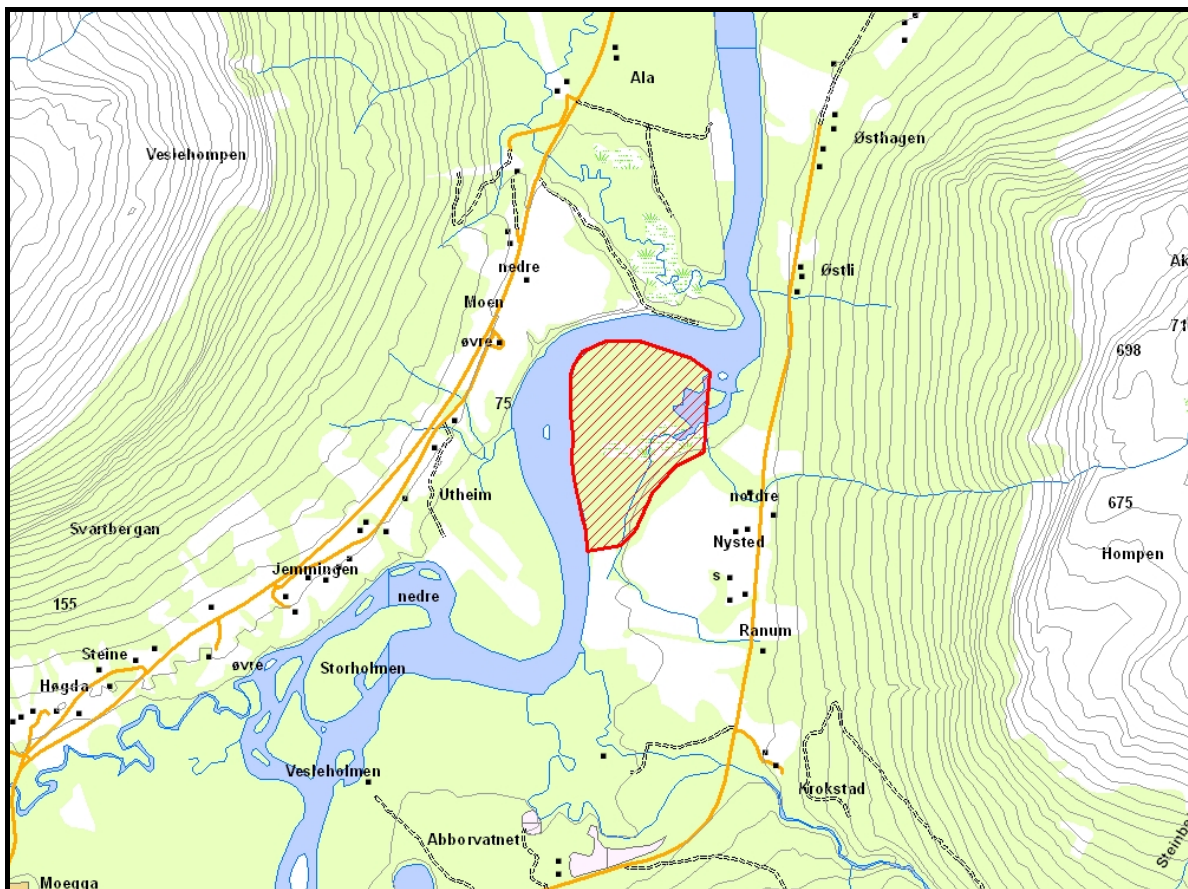 Ala
Veslehompen
Østhagen
Ak
nedre
Østli
Moen
71
øvre
698
75
Utheim
nordre
675
Svartbergan
Nysted
Hompen
Jemmingen
s
nedre
155
Ranum
Steine
øvre
Storholmen
Høgda
Vesleholmen
Krokstad
Abborvatnet
Moegga